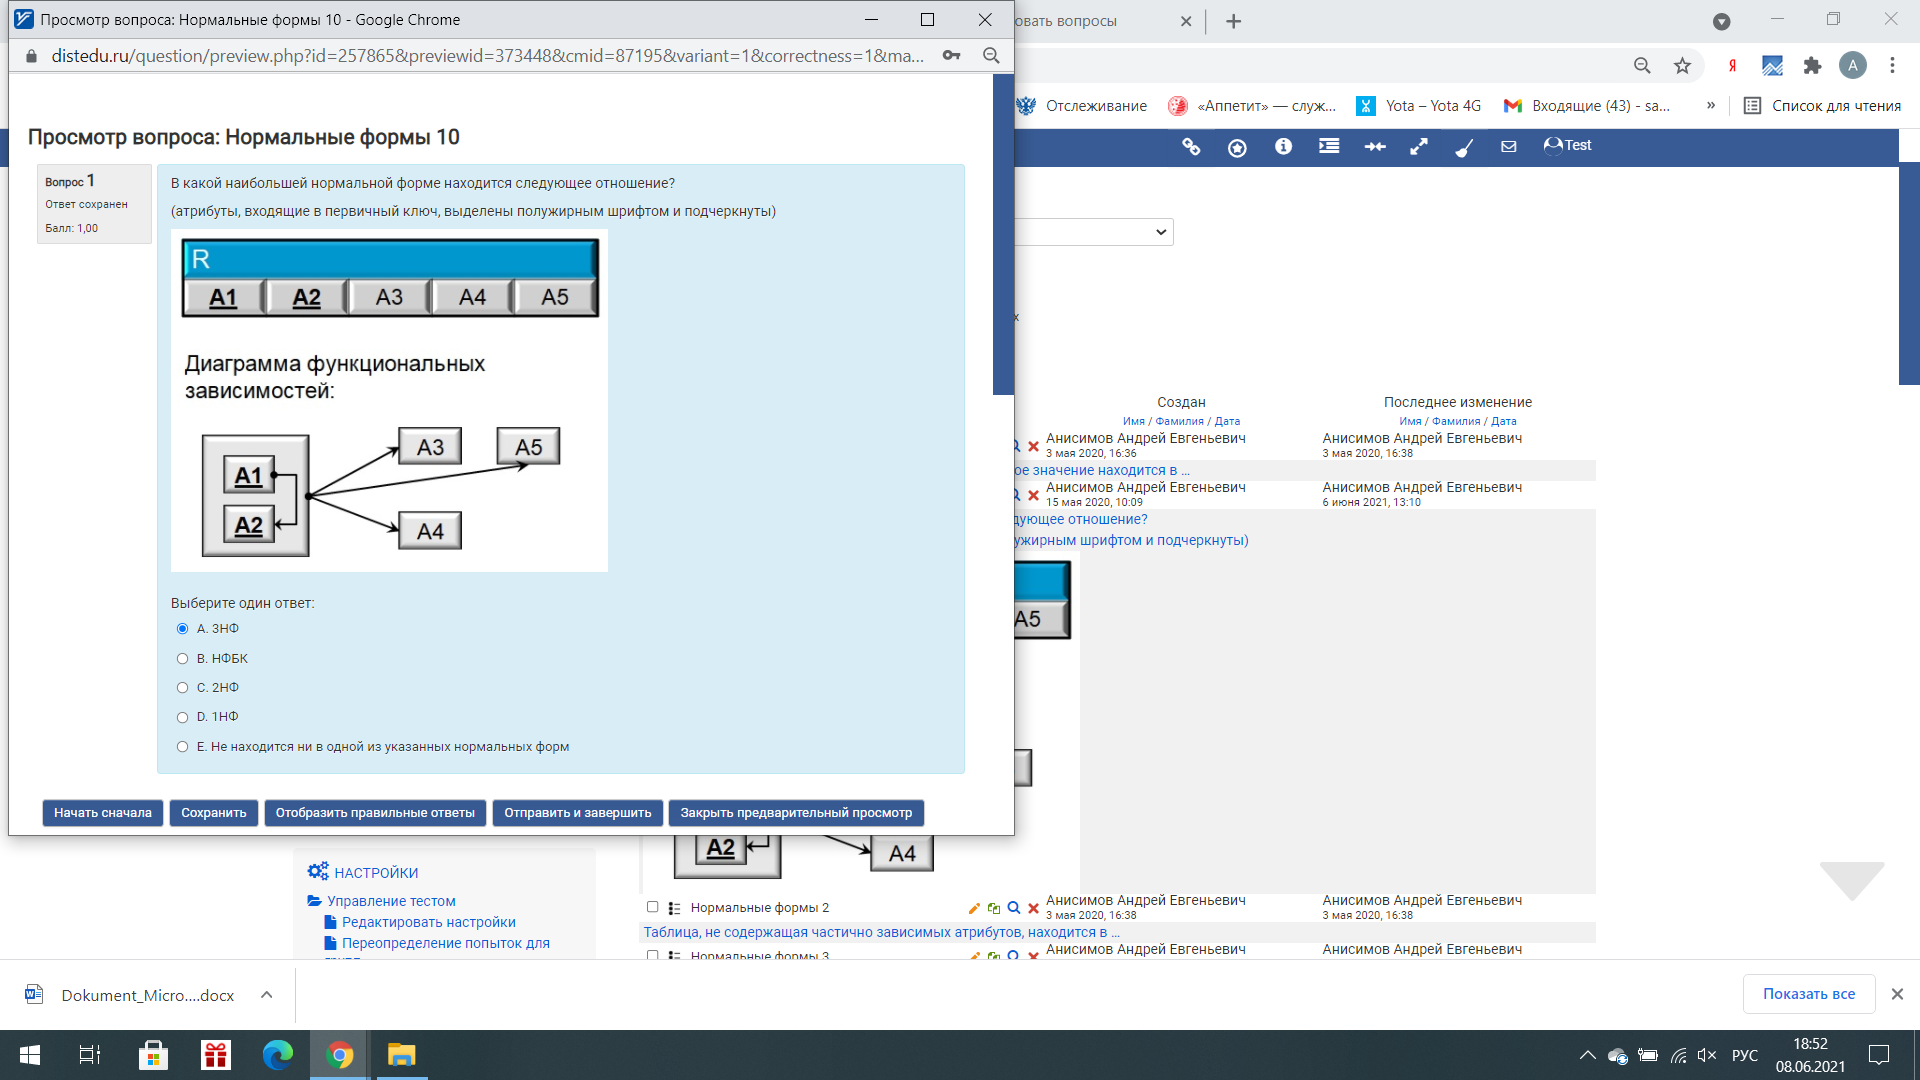 Просмотр вопроса: Нормальные формы 10 - Google Chrome
distedu.ru/question/preview.php?id=257865&previewid=373448&cmid=87195&variant=1&correctness=1&ma...
Просмотр вопроса: Нормальные формы 10
Вопрос 1
Ответ сохранен
Балл: 1,00
В какой наибольшей нормальной форме находится следующее отношение?
(атрибуты, входящие в первичный ключ, выделены полужирным шрифтом и подчеркнуты)
R
A1 A2 A3 A4 A5
Диаграмма функциональных
зависимостей:
A3 A5
A1
A2 A4
Выберите один ответ:
A. 3НФ
B. НФБК
C. 2НФ
D. 1НФ
E. Не находится ни в одной из указанных нормальных форм
Начать сначала Сохранить Отобразить правильные ответы Отправить и завершить Закрыть предварительный просмотр
овать вопросы
Я
A
Отслеживание «Аппетит» — служ... Yota – Yota 4G Входящие (43) - sa... » Список для чтения
Test
х
Создан Последнее изменение
Имя / Фамилия / Дата Имя / Фамилия / Дата
Анисимов Андрей Евгеньевич Анисимов Андрей Евгеньевич
3 мая 2020, 16:36 3 мая 2020, 16:38
ое значение находится в ...
Анисимов Андрей Евгеньевич Анисимов Андрей Евгеньевич
15 мая 2020, 10:09 6 июня 2021, 13:10
дующее отношение?
ужирным шрифтом и подчеркнуты)
A5
A2 A4
НАСТРОЙКИ
Управление тестом
Редактировать настройки
Переопределение попыток для
Нормальные формы 2 Анисимов Андрей Евгеньевич Анисимов Андрей Евгеньевич
3 мая 2020, 16:38 3 мая 2020, 16:38
Таблица, не содержащая частично зависимых атрибутов, находится в ...
Нормальные формы 3 Анисимов Андрей Евгеньевич Анисимов Андрей Евгеньевич
Dokument_Micro....docx Показать все
РУС 18:52
08.06.2021